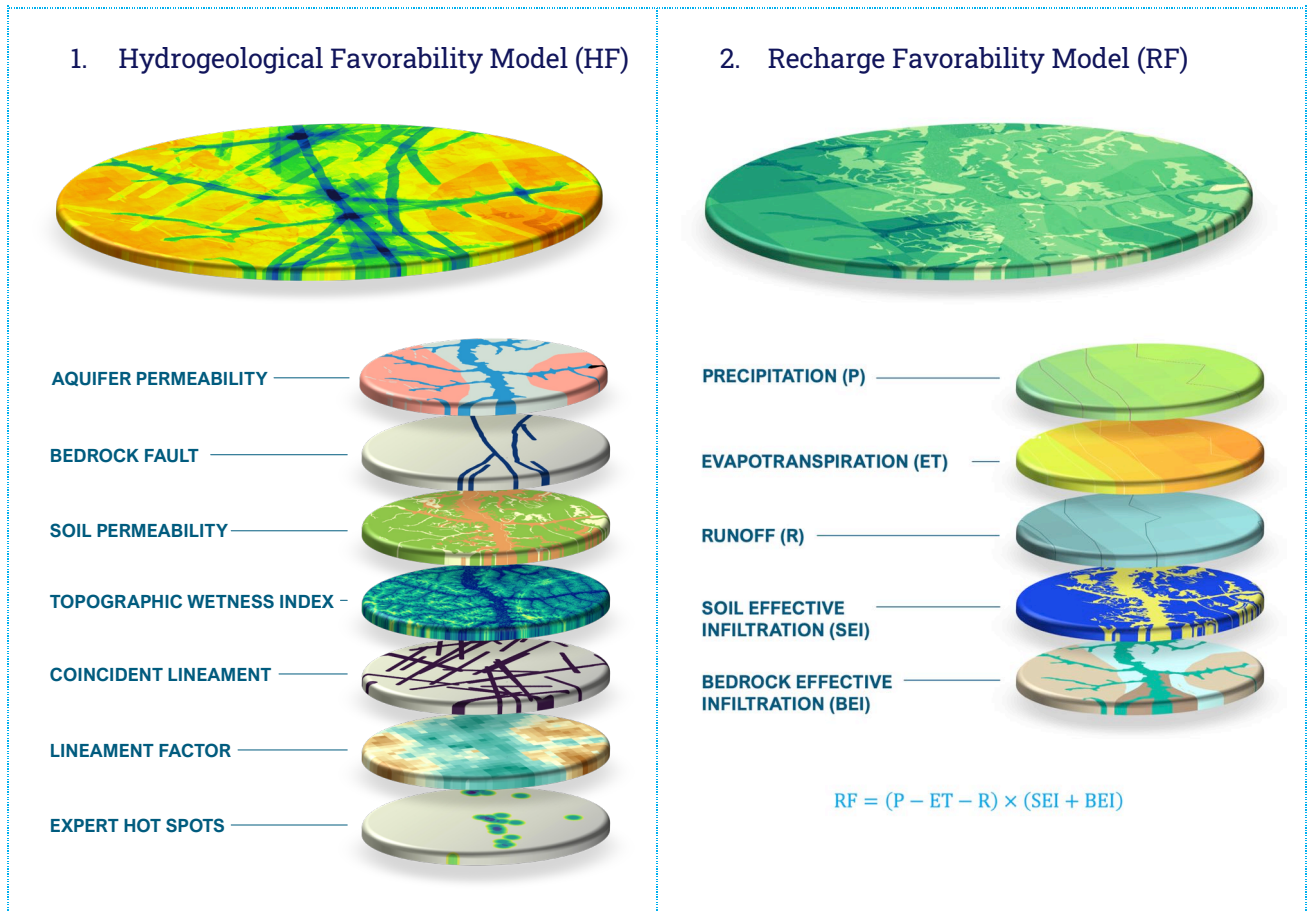 1. Hydrogeological Favorability Model (HF)
AQUIFER PERMEABILITY
BEDROCK FAULT
SOIL PERMEABILITY
TOPOGRAPHIC WETNESS INDEX
COINCIDENT LINEAMENT
LINEAMENT FACTOR
EXPERT HOT SPOTS
2. Recharge Favorability Model (RF)
PRECIPITATION (P)
EVAPOTRANSPIRATION (ET)
RUNOFF (R)
SOIL EFFECTIVE
INFILTRATION (SEI)
BEDROCK EFFECTIVE
INFILTRATION (BEI)
RF = (P − ET − R) × (SEI + BEI)